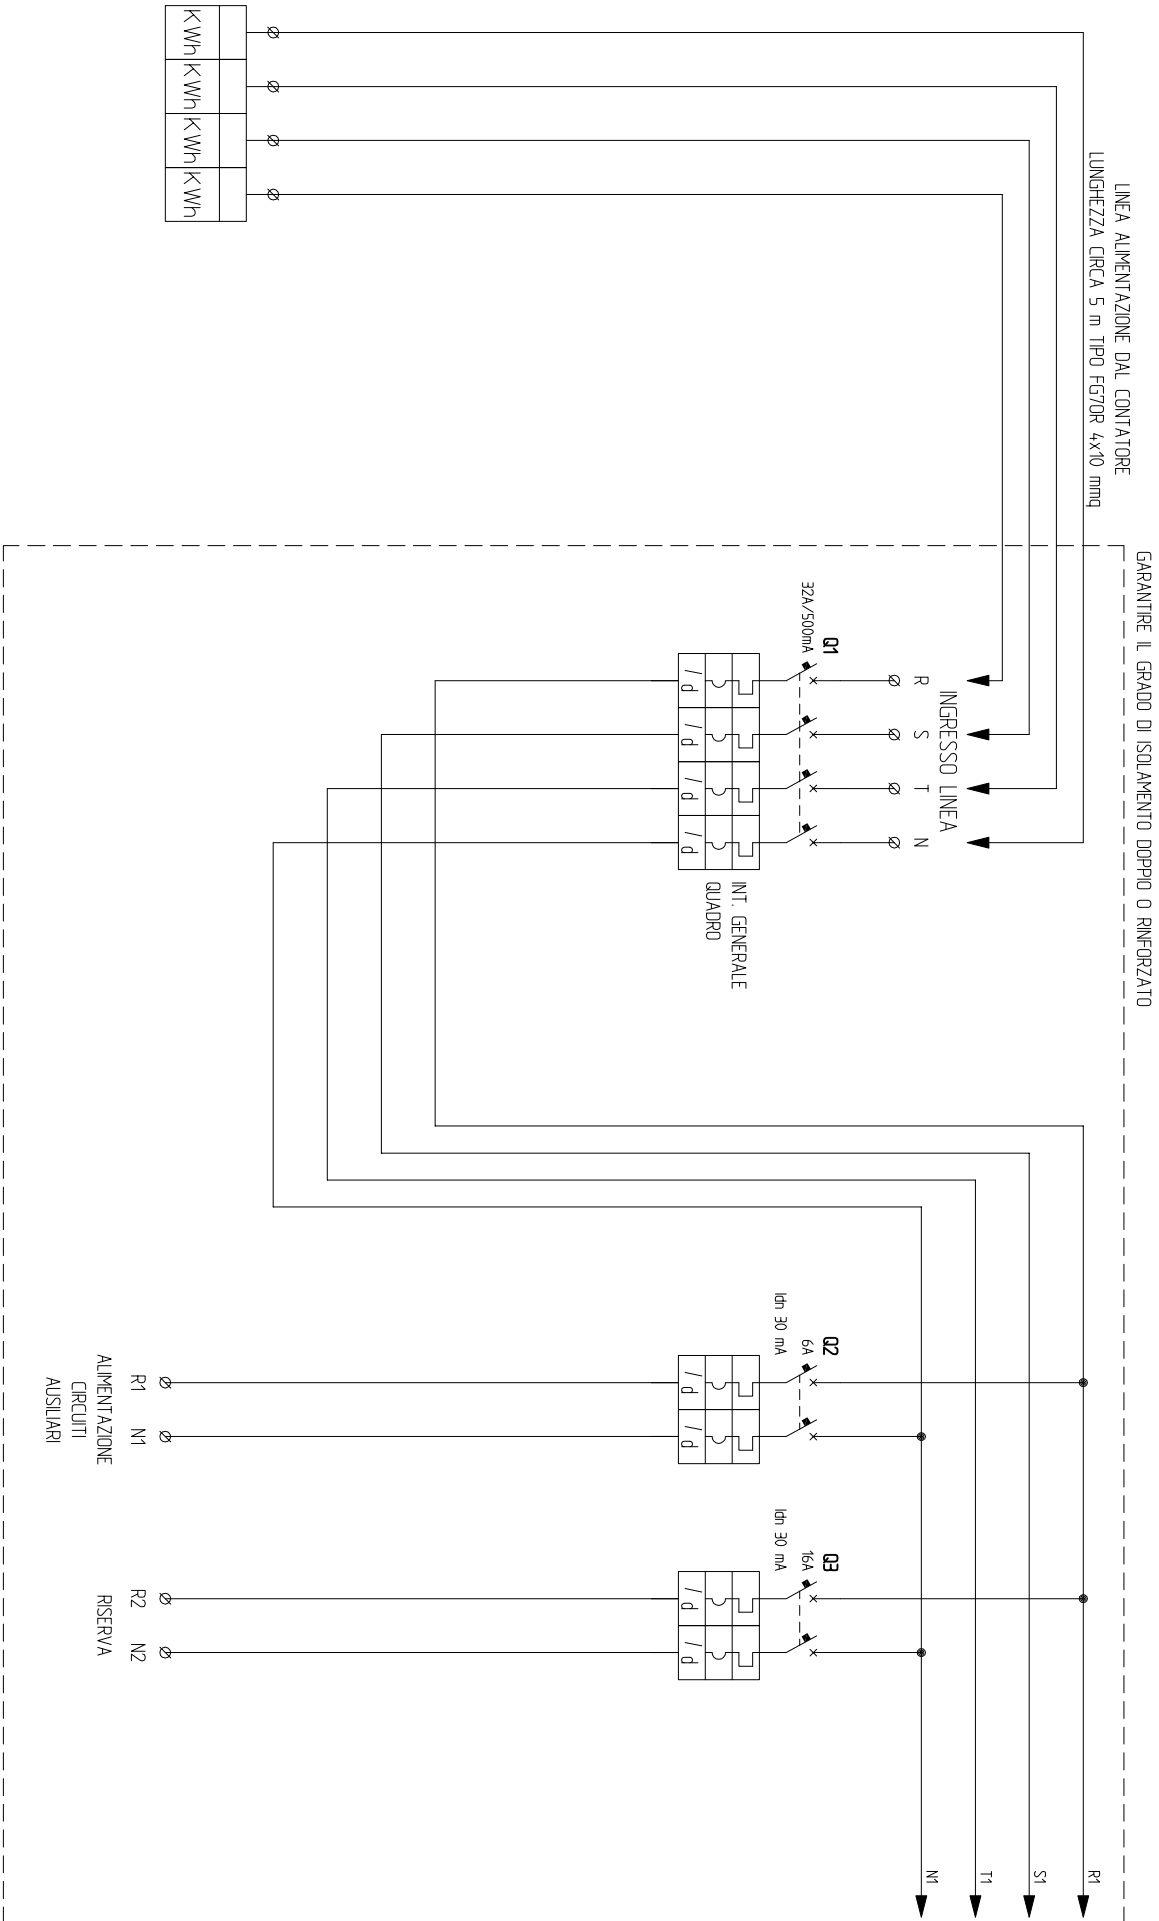 GARANTIRE IL GRADO DI ISOLAMENTO DOPPIO O RINFORZATO
LINEA ALIMENTAZIONE DAL CONTATORE
LUNGHEZZA CIRCA 5 m TIPO FG7OR 4x10 mmq
R1
S1
T1
N1
INGRESSO LINEA
R S T N
Q1
32A/500mA
INT. GENERALE
QUADRO
I d I d I d I d
Q2
6A
Idn 30 mA
I d I d
Q3
16A
Idn 30 mA
I d I d
KWh KWh KWh KWh
R1 N1
ALIMENTAZIONE
CIRCUITI
AUSILIARI
R2 N2
RISERVA